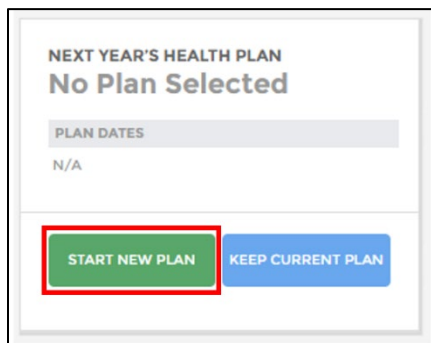 NEXT YEAR'S HEALTH PLAN
No Plan Selected
PLAN DATES
N/A
START NEW PLAN KEEP CURRENT PLAN